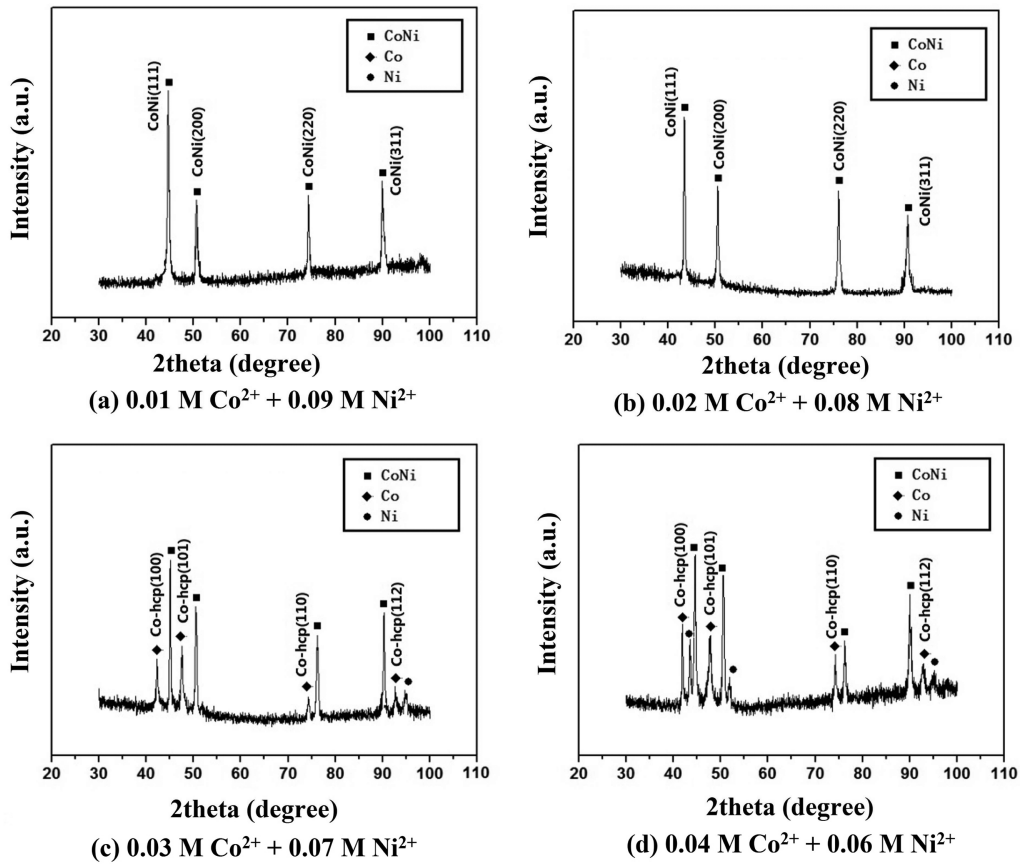 Intensity (a.u.)
CoNi(111)
CoNi(200)
CoNi(220)
CoNi(311)
■ CoNi
◆ Co
● Ni
20 30 40 50 60 70 80 90 100 110
2theta (degree)
(a) 0.01 M Co²⁺ + 0.09 M Ni²⁺
Intensity (a.u.)
CoNi(111)
CoNi(200)
CoNi(220)
CoNi(311)
■ CoNi
◆ Co
● Ni
20 30 40 50 60 70 80 90 100 110
2theta (degree)
(b) 0.02 M Co²⁺ + 0.08 M Ni²⁺
Intensity (a.u.)
Co-hcp(100)
Co-hcp(101)
Co-hcp(110)
Co-hcp(112)
■ CoNi
◆ Co
● Ni
20 30 40 50 60 70 80 90 100 110
2theta (degree)
(c) 0.03 M Co²⁺ + 0.07 M Ni²⁺
Intensity (a.u.)
Co-hcp(100)
Co-hcp(101)
Co-hcp(110)
Co-hcp(112)
■ CoNi
◆ Co
● Ni
20 30 40 50 60 70 80 90 100 110
2theta (degree)
(d) 0.04 M Co²⁺ + 0.06 M Ni²⁺